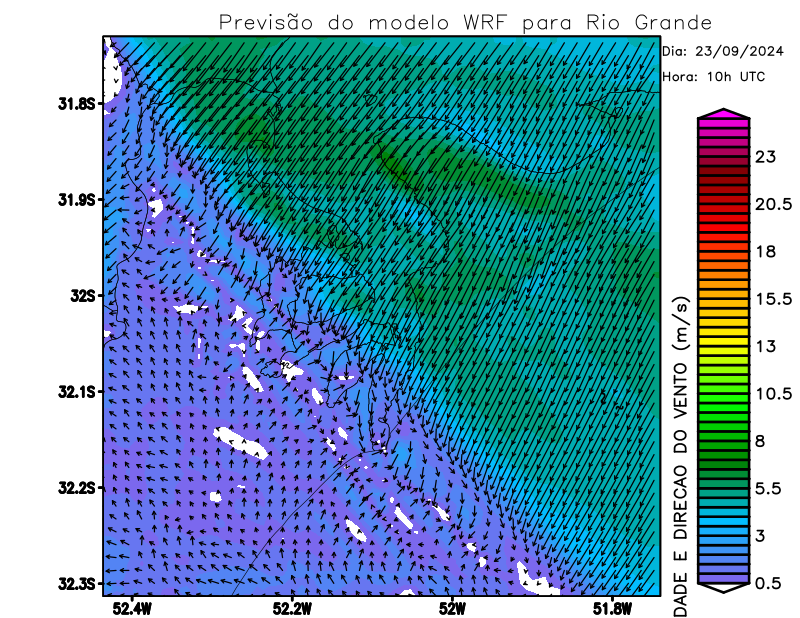 Previsão do modelo WRF para Rio Grande
Dia: 23/09/2024
Hora: 10h UTC
31.8S
31.9S
32S
32.1S
32.2S
32.3S
52.4W
52.2W
52W
51.8W
23
20.5
18
15.5
13
10.5
8
5.5
3
0.5
DADE E DIRECAO DO VENTO (m/s)